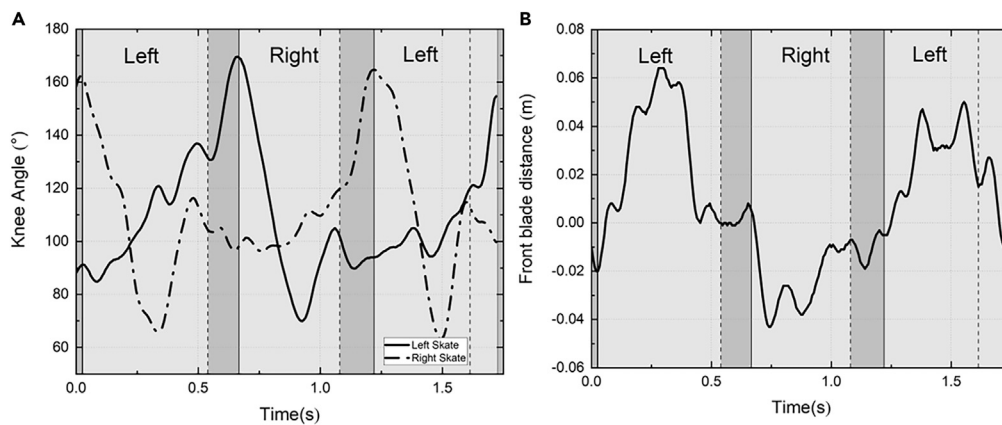 A
B
180
160
140
120
100
80
60
Knee Angle (°)
Left
Right
Left
Left Skate
Right Skate
0.0
0.5
1.0
1.5
Time(s)
0.08
0.06
0.04
0.02
0.00
-0.02
-0.04
-0.06
Front blade distance (m)
Left
Right
Left
0.0
0.5
1.0
1.5
Time(s)